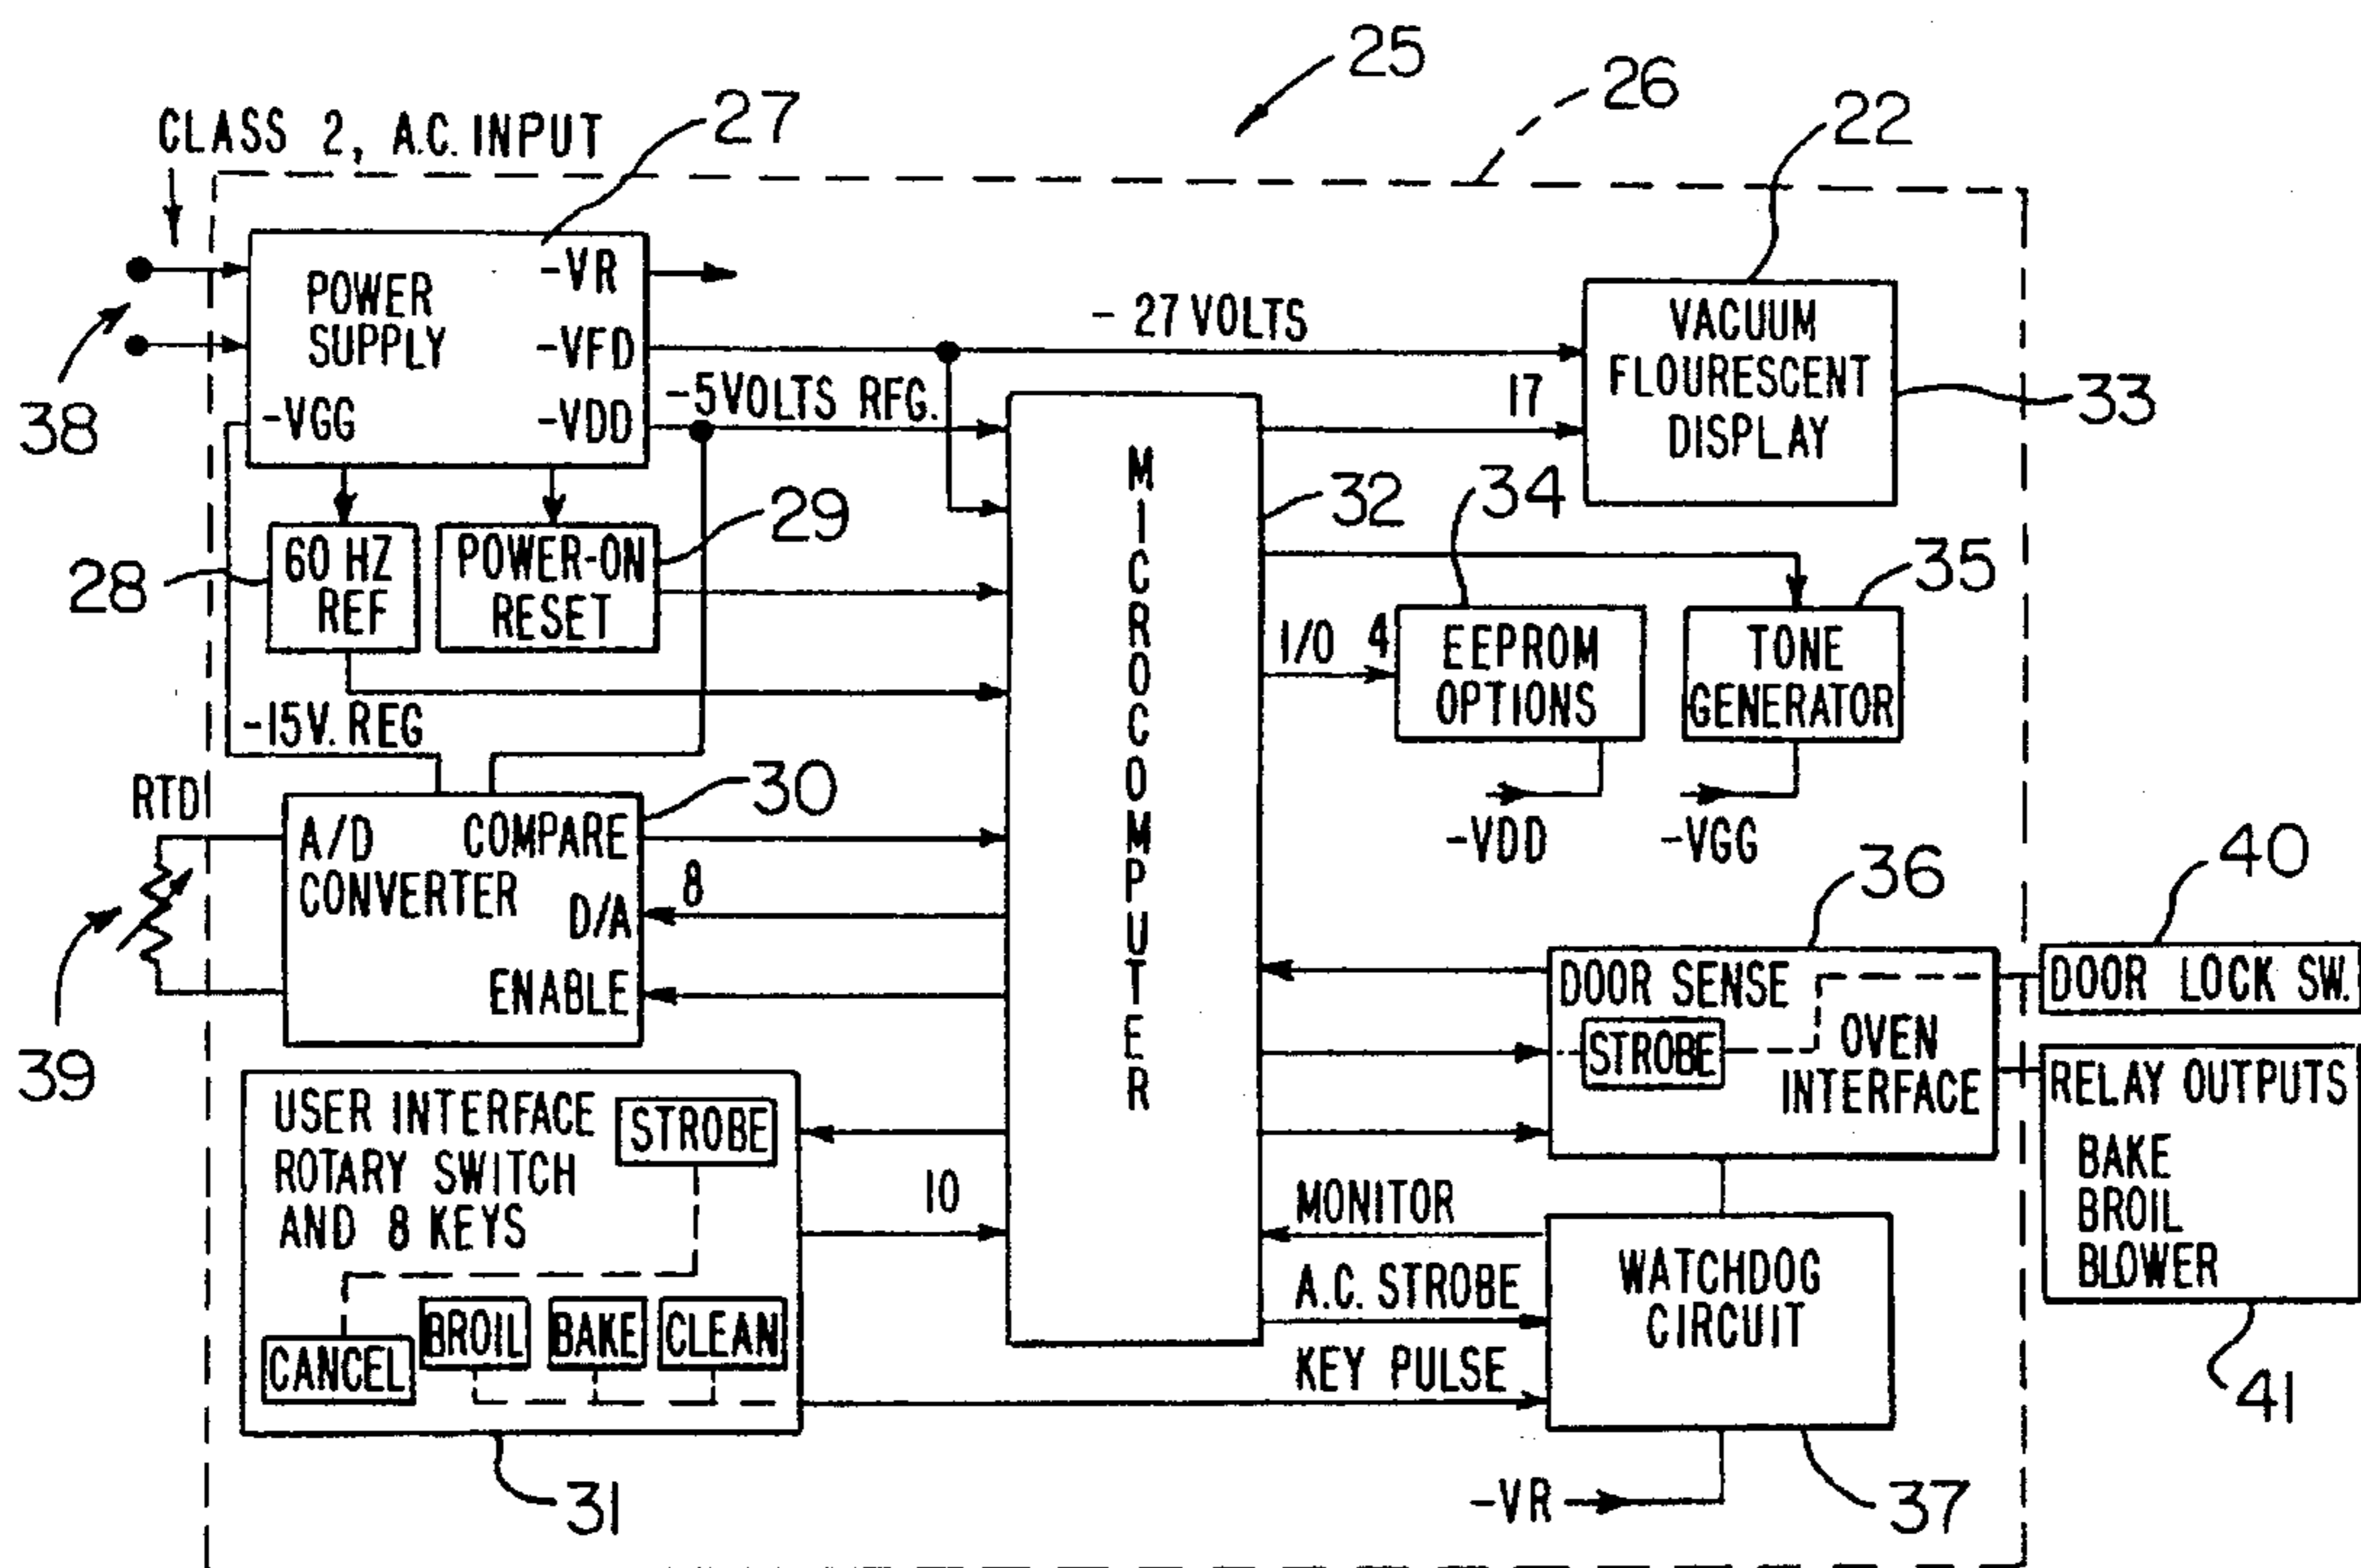 25
26
27
22
CLASS 2, A.C. INPUT
POWER
SUPPLY
-VR
-VFD
-VGG
-VDD
38
- 27 VOLTS
-5VOLTS RFG.
17
VACUUM
FLOURESCENT
DISPLAY
33
MICROCOMPUTER
32
34
35
28
60 HZ
REF
POWER-ON
RESET
29
I/O 4
EEPROM
OPTIONS
TONE
GENERATOR
-VDD
-VGG
-15V. REG
RTD
39
A/D
CONVERTER
COMPARE
D/A
ENABLE
30
8
36
40
DOOR SENSE
STROBE
OVEN
INTERFACE
DOOR LOCK SW.
RELAY OUTPUTS
BAKE
BROIL
BLOWER
41
USER INTERFACE
ROTARY SWITCH
AND 8 KEYS
STROBE
10
CANCEL
BROIL
BAKE
CLEAN
31
MONITOR
A.C. STROBE
KEY PULSE
WATCHDOG
CIRCUIT
-VR
37